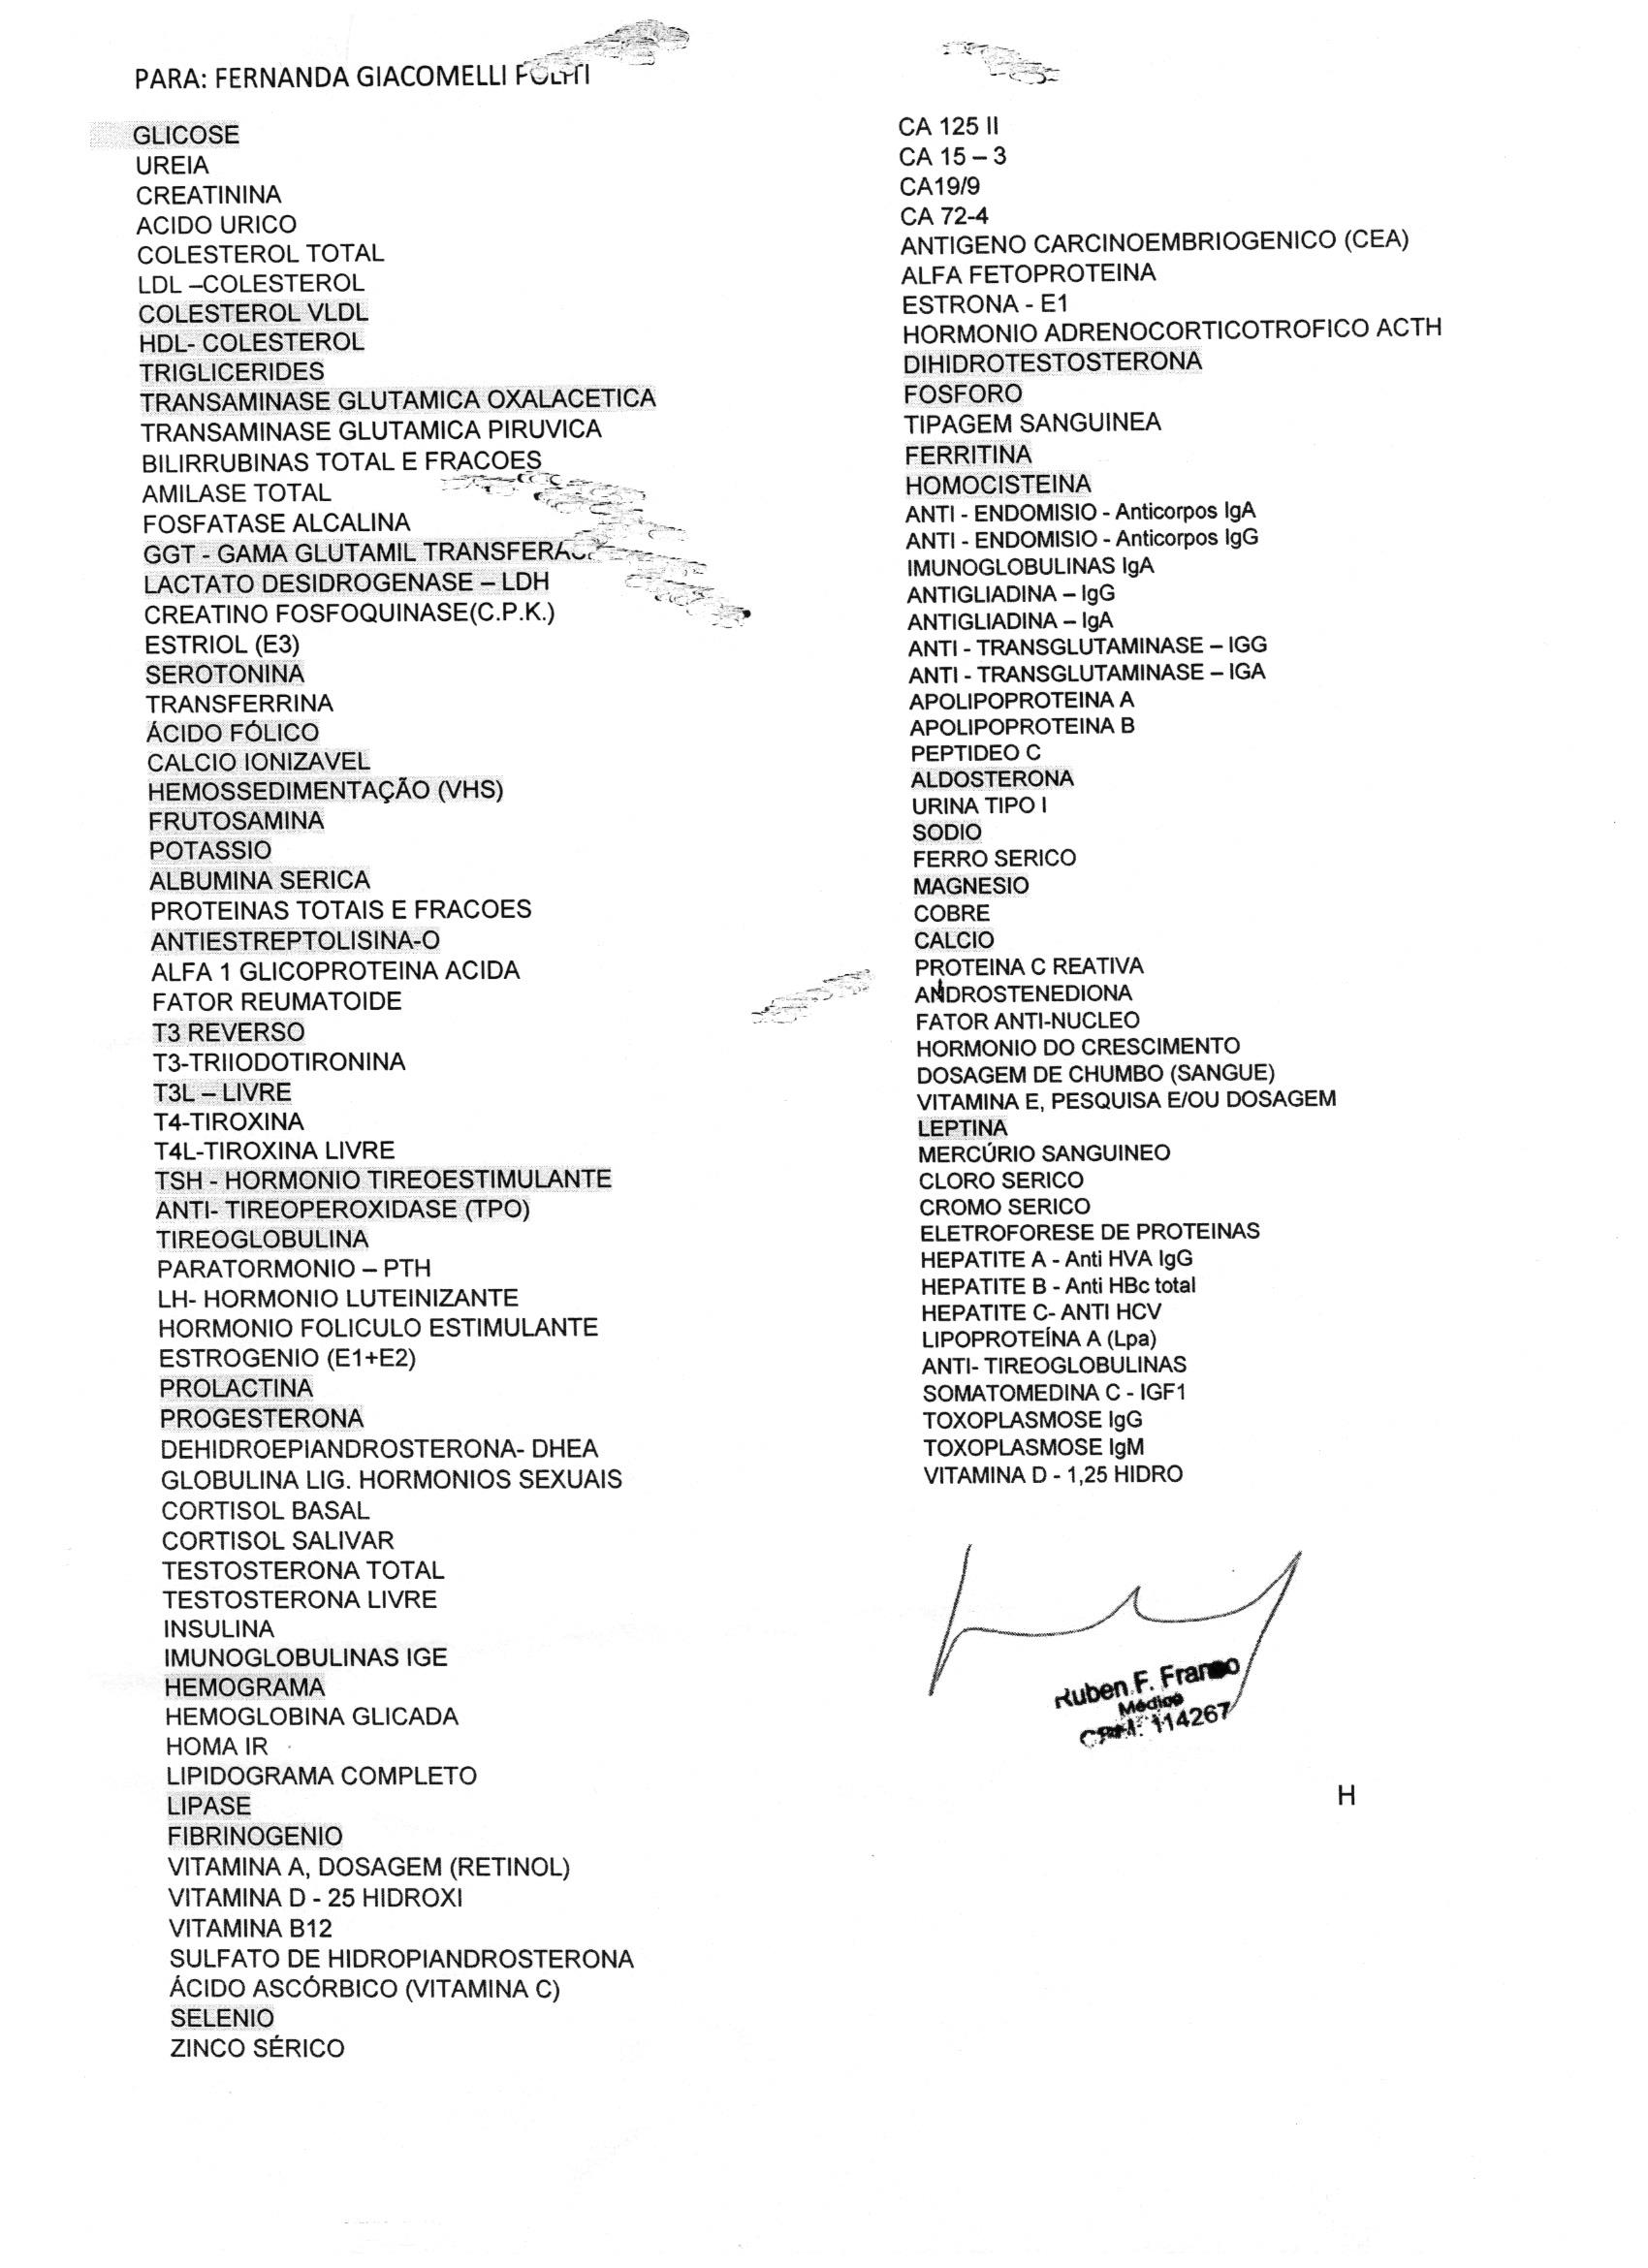 PARA: FERNANDA GIACOMELLI
GLICOSE
UREIA
CREATININA
ACIDO URICO
COLESTEROL TOTAL
LDL –COLESTEROL
COLESTEROL VLDL
HDL- COLESTEROL
TRIGLICERIDES
TRANSAMINASE GLUTAMICA OXALACETICA
TRANSAMINASE GLUTAMICA PIRUVICA
BILIRRUBINAS TOTAL E FRACOES
AMILASE TOTAL
FOSFATASE ALCALINA
GGT - GAMA GLUTAMIL
LACTATO DESIDROGENASE – LDH
CREATINO FOSFOQUINASE(C.P.K.)
ESTRIOL (E3)
SEROTONINA
TRANSFERRINA
ÁCIDO FÓLICO
CALCIO IONIZAVEL
HEMOSSEDIMENTAÇÃO (VHS)
FRUTOSAMINA
POTASSIO
ALBUMINA SERICA
PROTEINAS TOTAIS E FRACOES
ANTIESTREPTOLISINA-O
ALFA 1 GLICOPROTEINA ACIDA
FATOR REUMATOIDE
T3 REVERSO
T3-TRIIODOTIRONINA
T3L – LIVRE
T4-TIROXINA
T4L-TIROXINA LIVRE
TSH - HORMONIO TIREOESTIMULANTE
ANTI- TIREOPEROXIDASE (TPO)
TIREOGLOBULINA
PARATORMONIO – PTH
LH- HORMONIO LUTEINIZANTE
HORMONIO FOLICULO ESTIMULANTE
ESTROGENIO (E1+E2)
PROLACTINA
PROGESTERONA
DEHIDROEPIANDROSTERONA- DHEA
GLOBULINA LIG. HORMONIOS SEXUAIS
CORTISOL BASAL
CORTISOL SALIVAR
TESTOSTERONA TOTAL
TESTOSTERONA LIVRE
INSULINA
IMUNOGLOBULINAS IGE
HEMOGRAMA
HEMOGLOBINA GLICADA
HOMA IR
LIPIDOGRAMA COMPLETO
LIPASE
FIBRINOGENIO
VITAMINA A, DOSAGEM (RETINOL)
VITAMINA D - 25 HIDROXI
VITAMINA B12
SULFATO DE HIDROPIANDROSTERONA
ÁCIDO ASCÓRBICO (VITAMINA C)
SELENIO
ZINCO SÉRICO
CA 125 II
CA 15 – 3
CA19/9
CA 72-4
ANTIGENO CARCINOEMBRIOGENICO (CEA)
ALFA FETOPROTEINA
ESTRONA - E1
HORMONIO ADRENOCORTICOTROFICO ACTH
DIHIDROTESTOSTERONA
FOSFORO
TIPAGEM SANGUINEA
FERRITINA
HOMOCISTEINA
ANTI - ENDOMISIO - Anticorpos IgA
ANTI - ENDOMISIO - Anticorpos IgG
IMUNOGLOBULINAS IgA
ANTIGLIADINA – IgG
ANTIGLIADINA – IgA
ANTI - TRANSGLUTAMINASE – IGG
ANTI - TRANSGLUTAMINASE – IGA
APOLIPOPROTEINA A
APOLIPOPROTEINA B
PEPTIDEO C
ALDOSTERONA
URINA TIPO I
SODIO
FERRO SERICO
MAGNESIO
COBRE
CALCIO
PROTEINA C REATIVA
ANDROSTENEDIONA
FATOR ANTI-NUCLEO
HORMONIO DO CRESCIMENTO
DOSAGEM DE CHUMBO (SANGUE)
VITAMINA E, PESQUISA E/OU DOSAGEM
LEPTINA
MERCÚRIO SANGUINEO
CLORO SERICO
CROMO SERICO
ELETROFORESE DE PROTEINAS
HEPATITE A - Anti HVA IgG
HEPATITE B - Anti HBc total
HEPATITE C- ANTI HCV
LIPOPROTEÍNA A (Lpa)
ANTI- TIREOGLOBULINAS
SOMATOMEDINA C - IGF1
TOXOPLASMOSE IgG
TOXOPLASMOSE IgM
VITAMINA D - 1,25 HIDRO
Ruben F. Franco
Médico
CRM: 114267
H